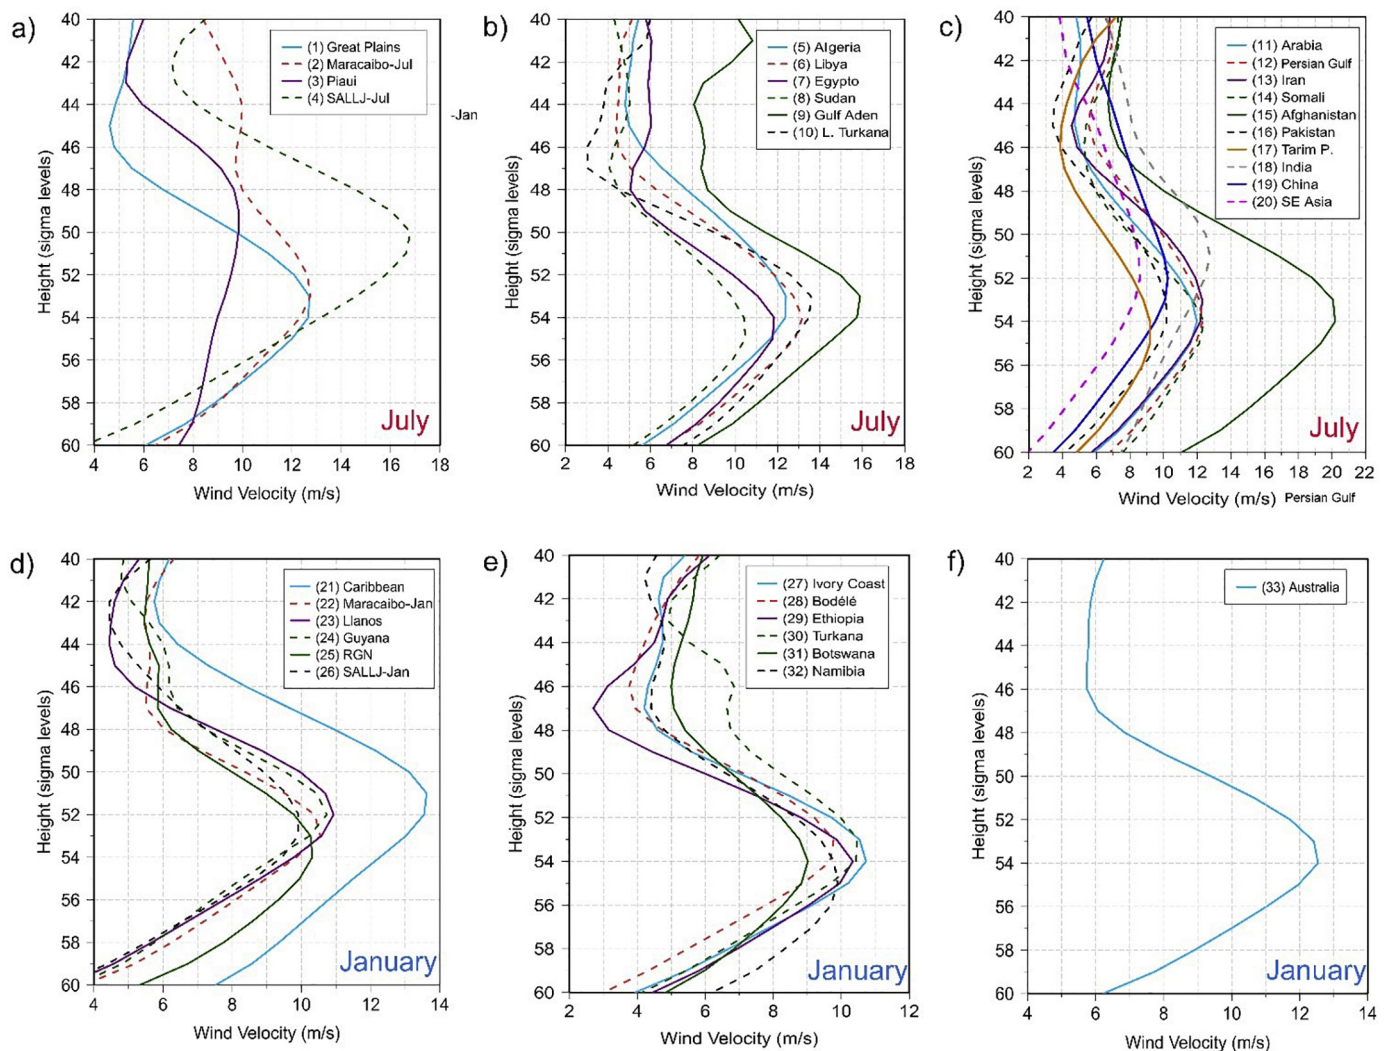 a)
Height (sigma levels)
40
42
44
46
48
50
52
54
56
58
60
(1) Great Plains
(2) Maracaibo-Jul
(3) Piaui
(4) SALLJ-Jul
July
4 6 8 10 12 14 16 18
Wind Velocity (m/s)
-Jan
b)
Height (sigma levels)
40
42
44
46
48
50
52
54
56
58
60
(5) Algeria
(6) Libya
(7) Egypto
(8) Sudan
(9) Gulf Aden
(10) L. Turkana
July
2 4 6 8 10 12 14 16 18
Wind Velocity (m/s)
c)
Height (sigma levels)
40
42
44
46
48
50
52
54
56
58
60
(11) Arabia
(12) Persian Gulf
(13) Iran
(14) Somali
(15) Afghanistan
(16) Pakistan
(17) Tarim P.
(18) India
(19) China
(20) SE Asia
July
2 4 6 8 10 12 14 16 18 20 22
Wind Velocity (m/s)
Persian Gulf
d)
Height (sigma levels)
40
42
44
46
48
50
52
54
56
58
60
(21) Caribbean
(22) Maracaibo-Jan
(23) Llanos
(24) Guyana
(25) RGN
(26) SALLJ-Jan
January
4 6 8 10 12 14
Wind Velocity (m/s)
e)
Height (sigma levels)
40
42
44
46
48
50
52
54
56
58
60
(27) Ivory Coast
(28) Bodélé
(29) Ethiopia
(30) Turkana
(31) Botswana
(32) Namibia
January
2 4 6 8 10 12
Wind Velocity (m/s)
f)
Height (sigma levels)
40
42
44
46
48
50
52
54
56
58
60
(33) Australia
January
4 6 8 10 12 14
Wind Velocity (m/s)